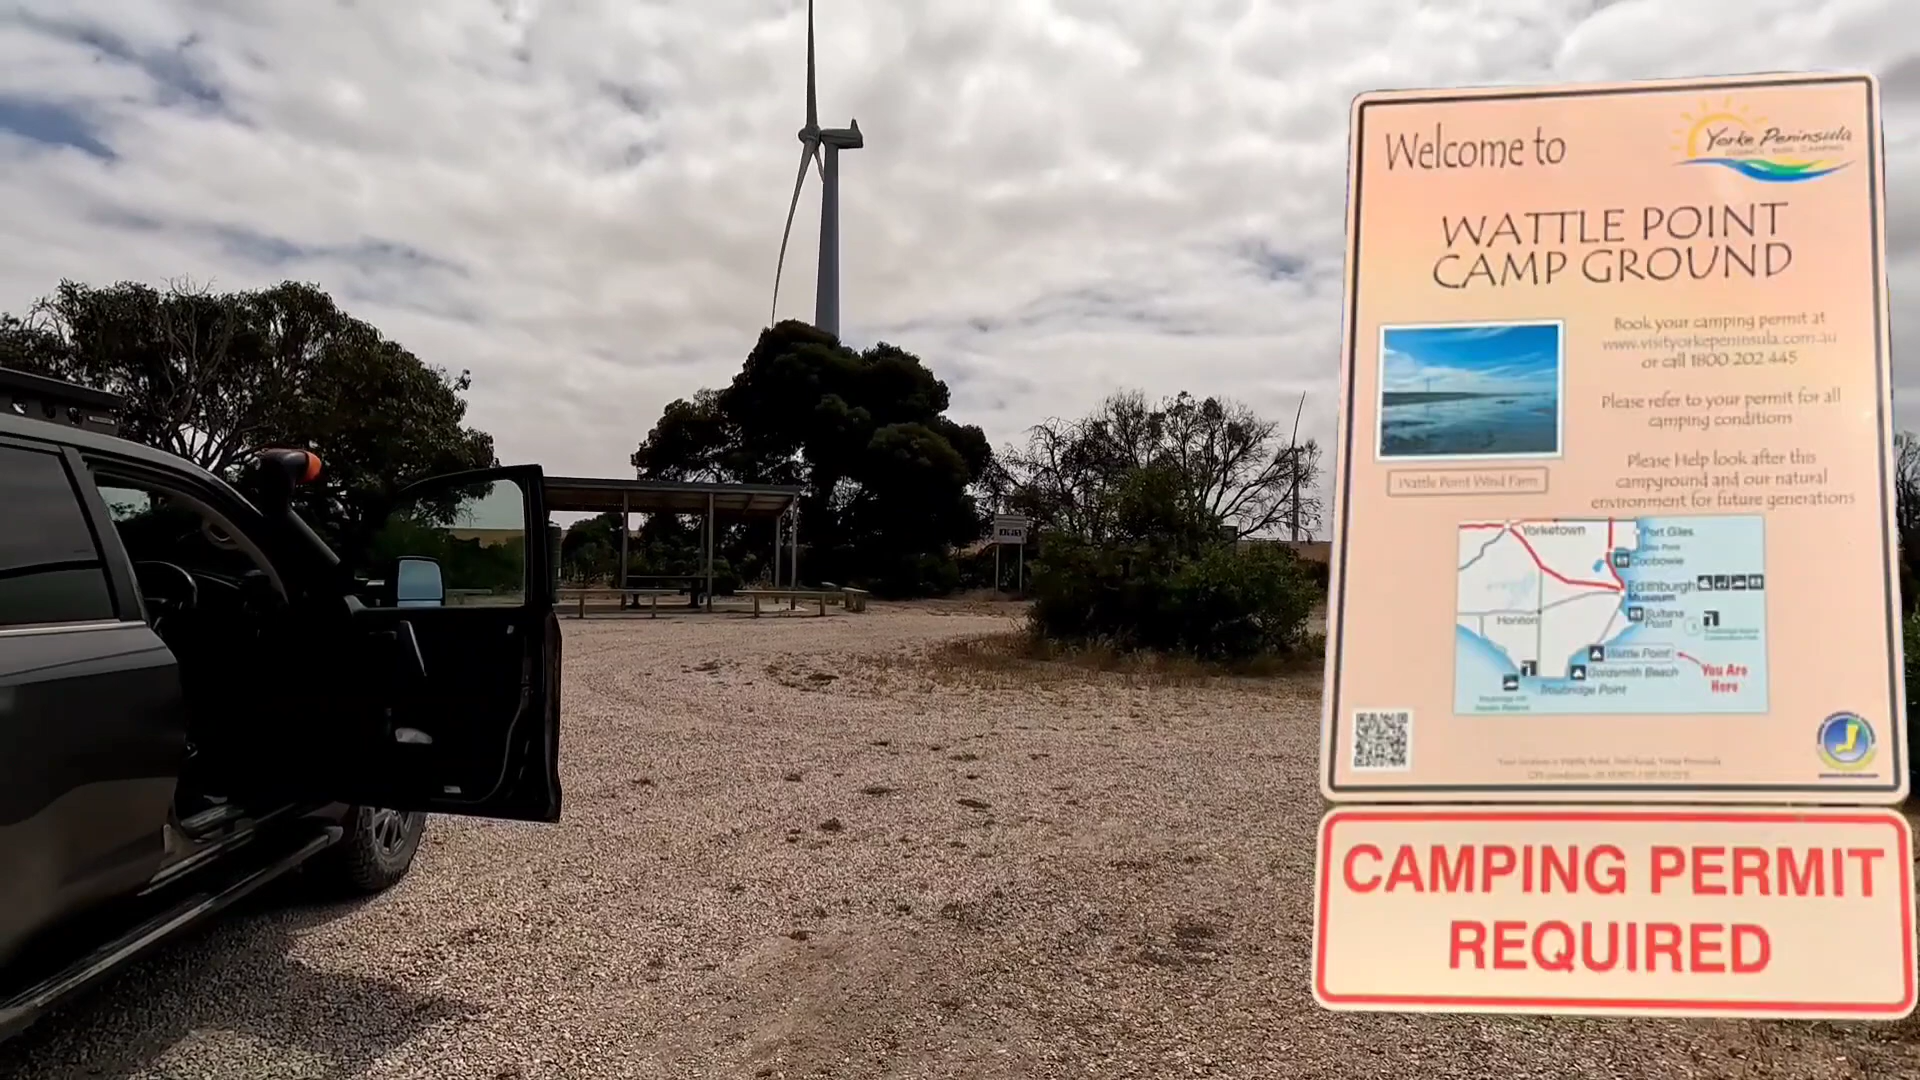 Welcome to
Yorke Peninsula
WATTLE POINT
CAMP GROUND
Book your camping permit at
www.visityorkepeninsula.com.au
or call 1800 202 445
Please refer to your permit for all
camping conditions
Please Help look after this
campground and our natural
environment for future generations
Wattle Point Wind Farm
Yorketown
Port Giles
Coobowie
Edithburgh
Museum
Sultana
Point
Honiton
Wattle Point
Goldsmith Beach
Troubridge Point
You Are
Here
CAMPING PERMIT
REQUIRED